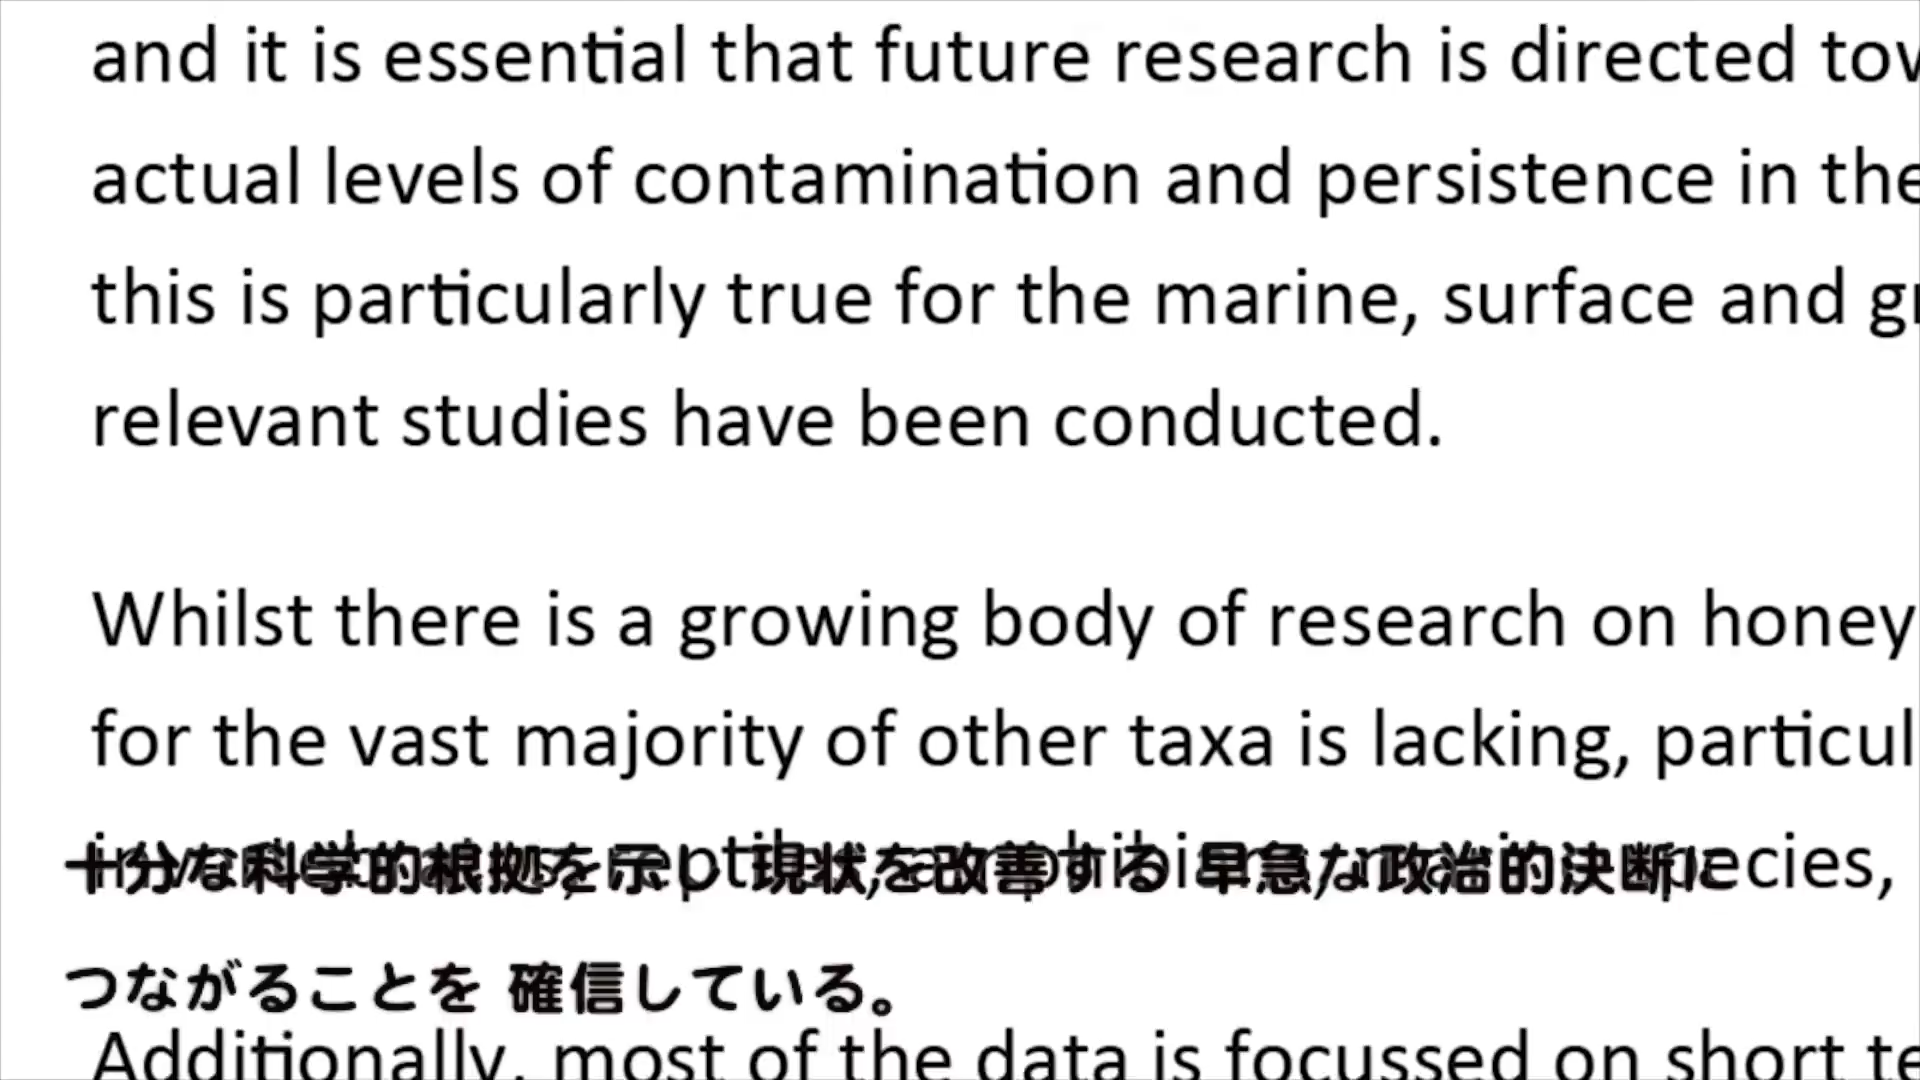 and it is essential that future research is directed
actual levels of contamination and persistence in the
this is particularly true for the marine, surface and
relevant studies have been conducted.
Whilst there is a growing body of research on honey
for the vast majority of other taxa is lacking,
reptiles, amphibians, species,
十分な科学的根拠を示し 現状を改善する 早急な政治的決断に
つながることを 確信している。
Additionally, most of the data is focussed on short